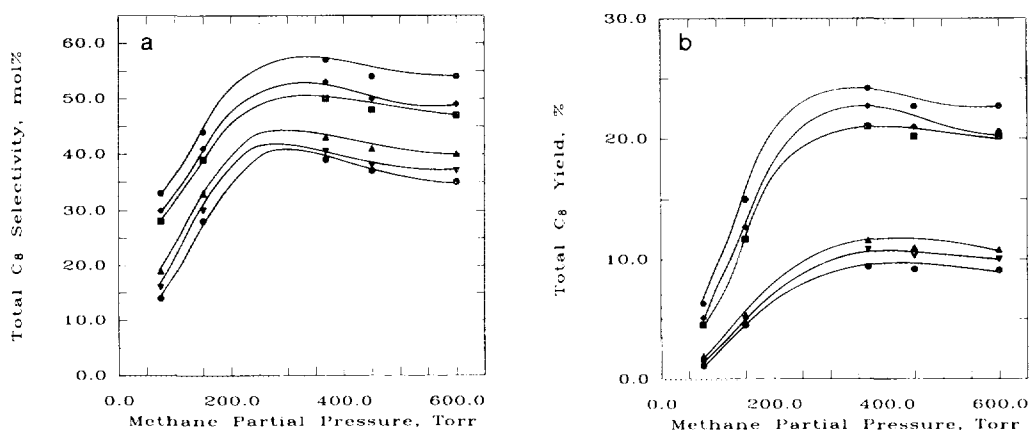 a
Total C8 Selectivity, mol%
60.0
50.0
40.0
30.0
20.0
10.0
0.0
0.0 200.0 400.0 600.0
Methane Partial Pressure, Torr
b
Total C8 Yield, %
30.0
20.0
10.0
0.0
0.0 200.0 400.0 600.0
Methane Partial Pressure, Torr